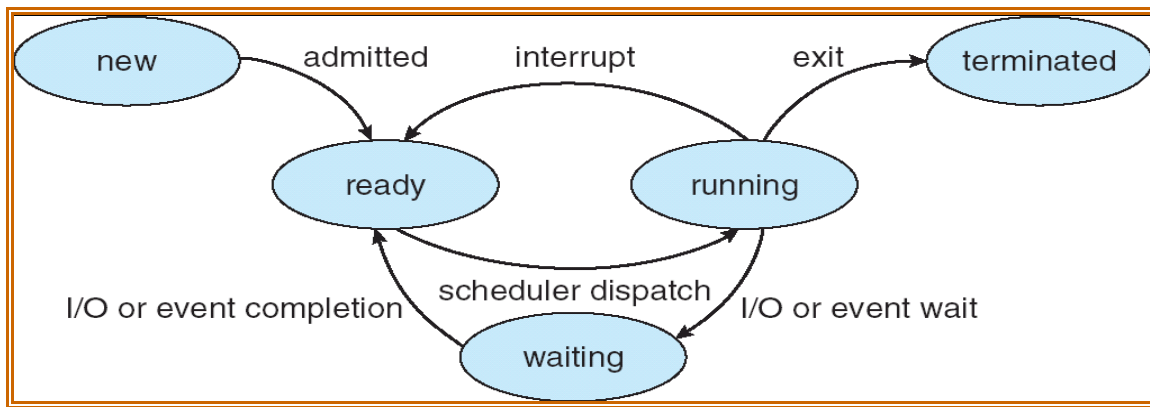 new
admitted
interrupt
exit
terminated
ready
running
I/O or event completion
scheduler dispatch
I/O or event wait
waiting